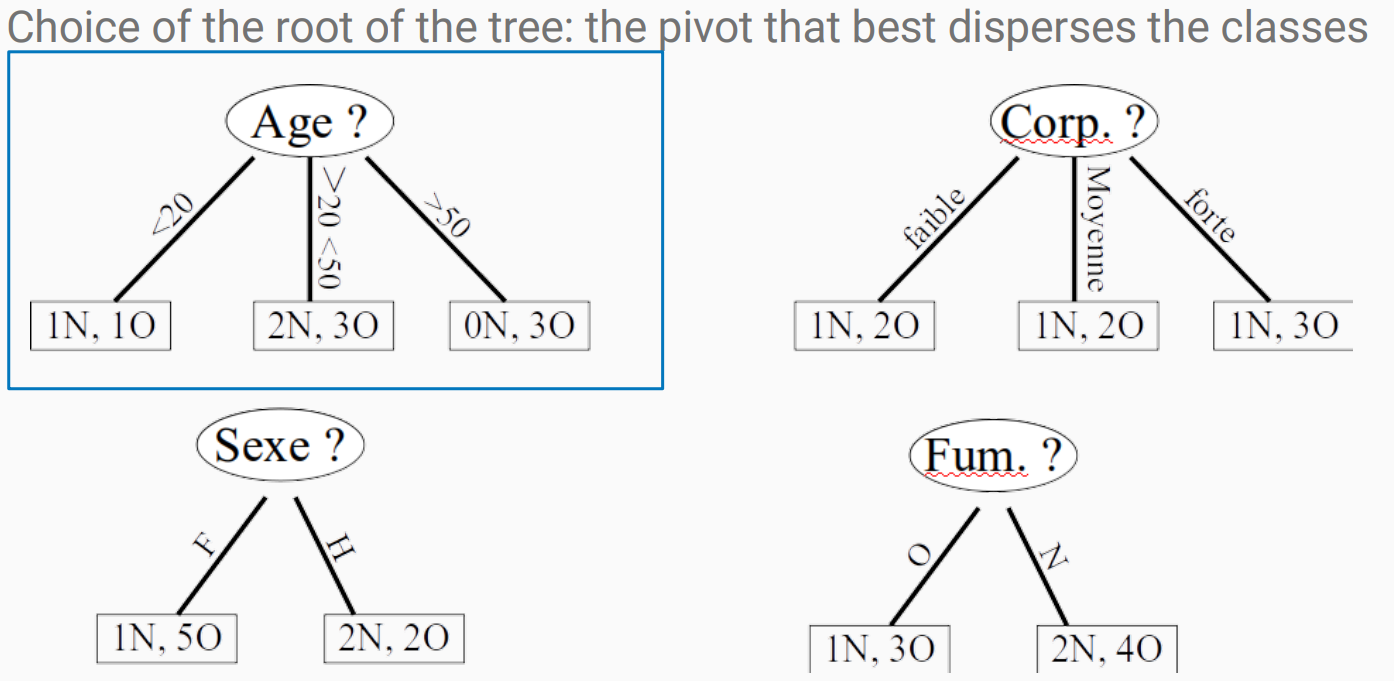 Choice of the root of the tree: the pivot that best disperses the classes
Age ?
<20
>20 <50
>50
1N, 1O
2N, 3O
0N, 3O
Corp. ?
faible
Moyenne
forte
1N, 2O
1N, 2O
1N, 3O
Sexe ?
F
H
1N, 5O
2N, 2O
Fum. ?
O
N
1N, 3O
2N, 4O